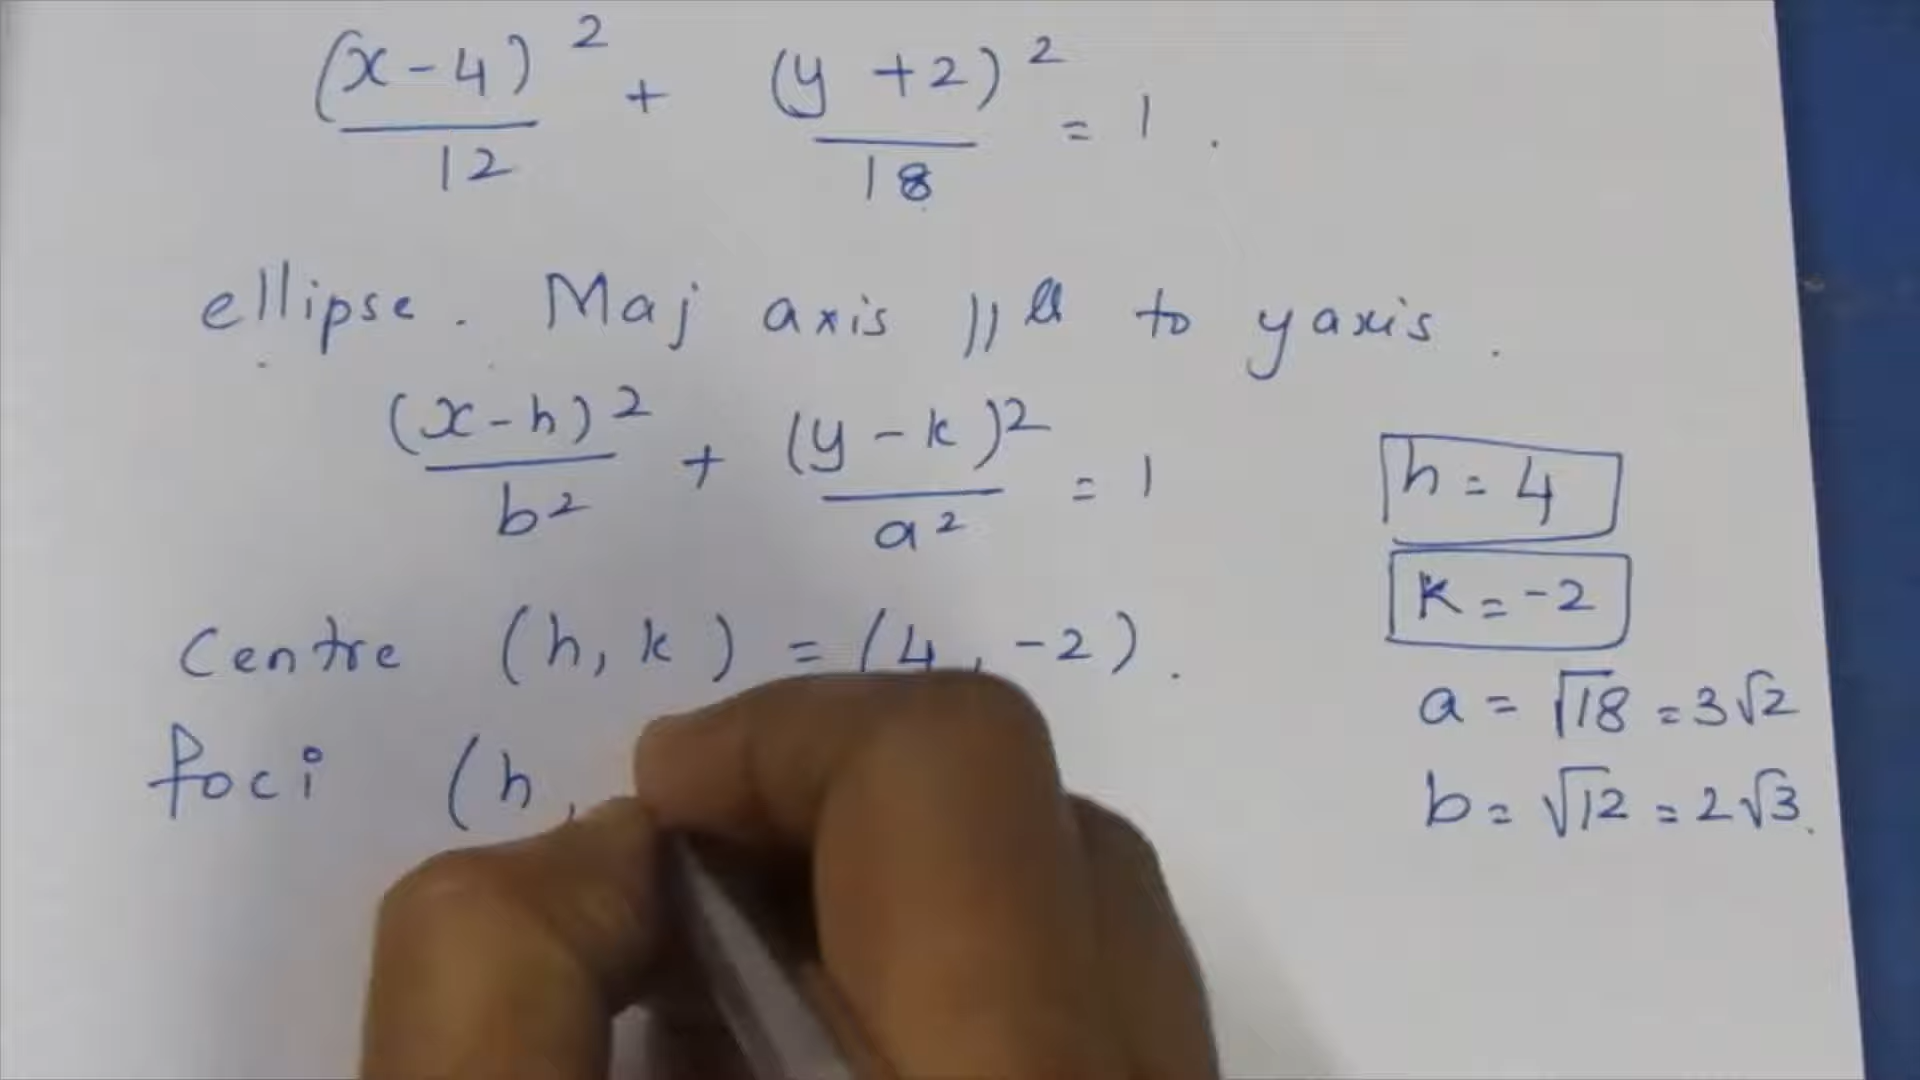 (x-4)²/12 + (y+2)²/18 = 1.
ellipse. Maj axis ||ˡˡ to y axis.
(x-h)²/b² + (y-k)²/a² = 1
h = 4
k = -2
Centre (h, k) = (4, -2).
a = √18 = 3√2
foci (h,
b = √12 = 2√3.